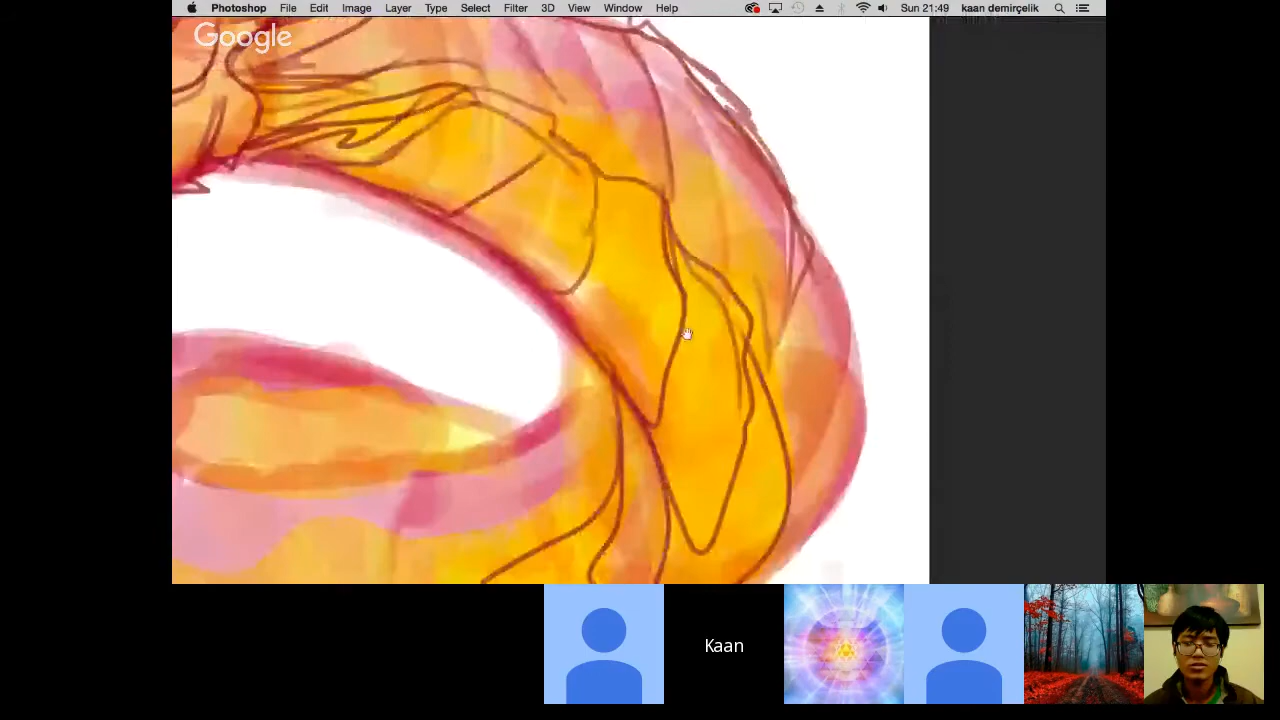 Photoshop File Edit Image Layer Type Select Filter 3D View Window Help Sun 21:49 kaan demirçelik
Google
Kaan